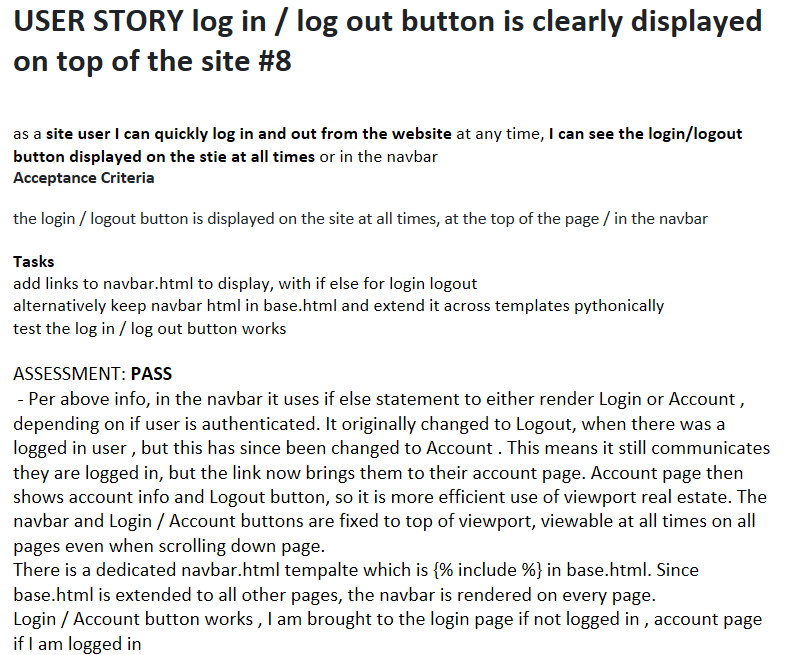 USER STORY log in / log out button is clearly displayed
on top of the site #8
as a site user I can quickly log in and out from the website at any time, I can see the login/logout
button displayed on the stie at all times or in the navbar
Acceptance Criteria
the login / logout button is displayed on the site at all times, at the top of the page / in the navbar
Tasks
add links to navbar.html to display, with if else for login logout
alternatively keep navbar html in base.html and extend it across templates pythonically
test the log in / log out button works
ASSESSMENT: PASS
- Per above info, in the navbar it uses if else statement to either render Login or Account ,
depending on if user is authenticated. It originally changed to Logout, when there was a
logged in user , but this has since been changed to Account . This means it still communicates
they are logged in, but the link now brings them to their account page. Account page then
shows account info and Logout button, so it is more efficient use of viewport real estate. The
navbar and Login / Account buttons are fixed to top of viewport, viewable at all times on all
pages even when scrolling down page.
There is a dedicated navbar.html tempalte which is {% include %} in base.html. Since
base.html is extended to all other pages, the navbar is rendered on every page.
Login / Account button works , I am brought to the login page if not logged in , account page
if I am logged in